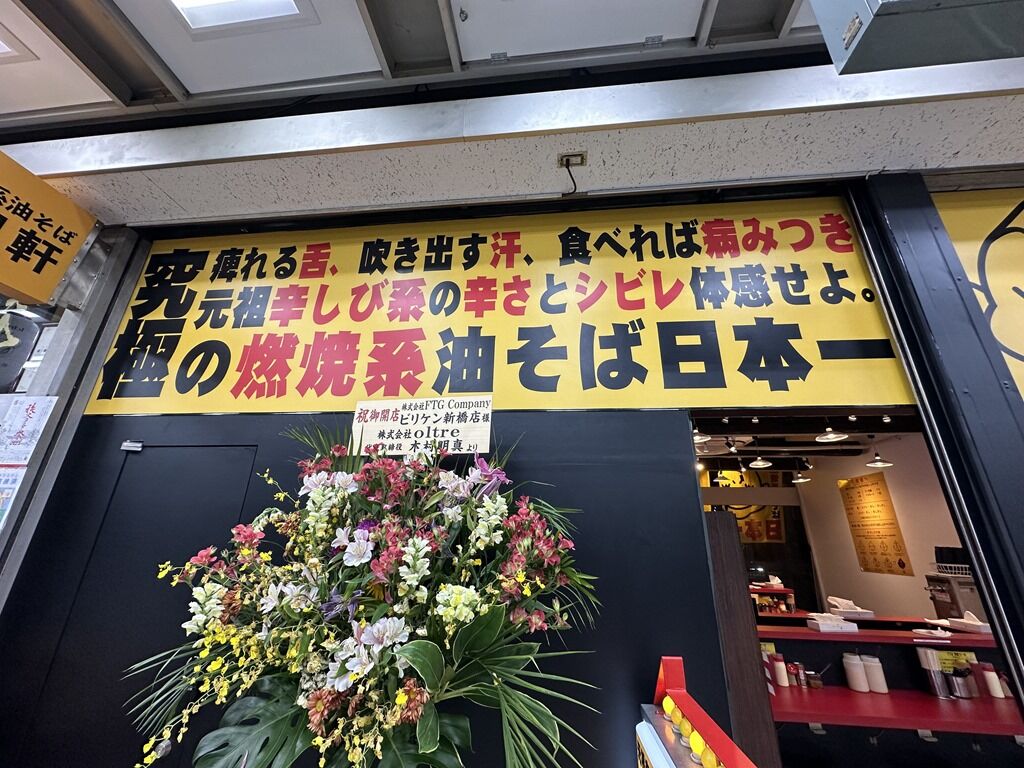 系油そば
軒
究極の燃焼系油そば日本一
痺れる舌、吹き出す汗、食べれば病みつき
元祖辛しび系の辛さとシビレ体感せよ。
祝御開店
株式会社FTG Company
ビリケン新橋店様
株式会社oltre
木村明真より
日本